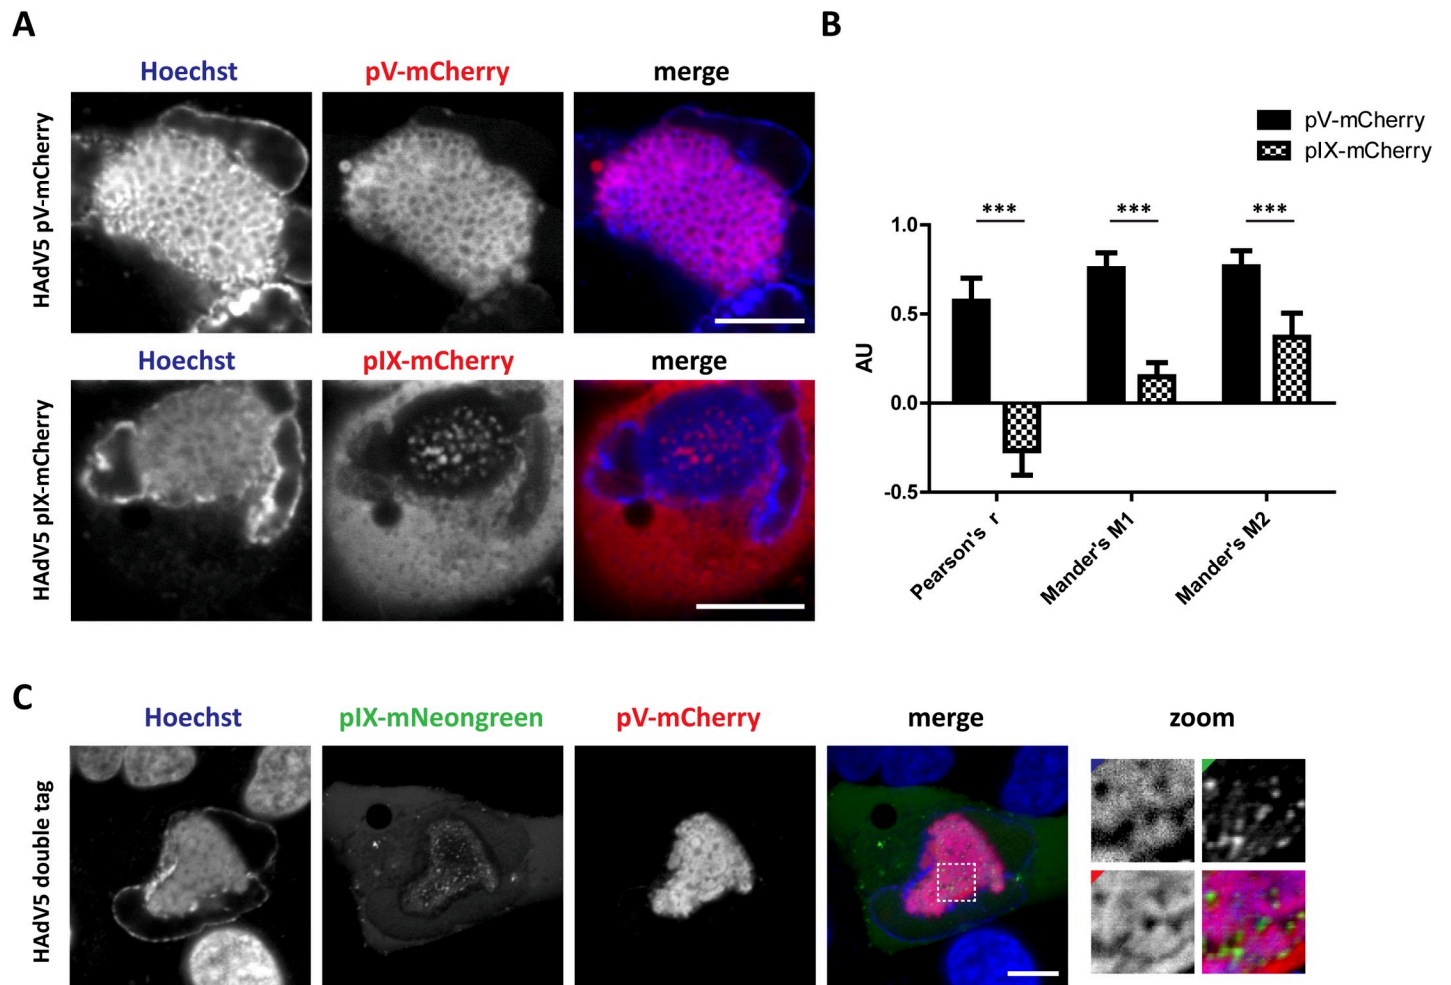 A
B
Hoechst
pV-mCherry
merge
HAdV5 pV-mCherry
Hoechst
pIX-mCherry
merge
HAdV5 pIX-mCherry
pV-mCherry
pIX-mCherry
***
***
***
1.0
0.5
0.0
-0.5
AU
Pearson's r
Mander's M1
Mander's M2
C
Hoechst
pIX-mNeongreen
pV-mCherry
merge
zoom
HAdV5 double tag